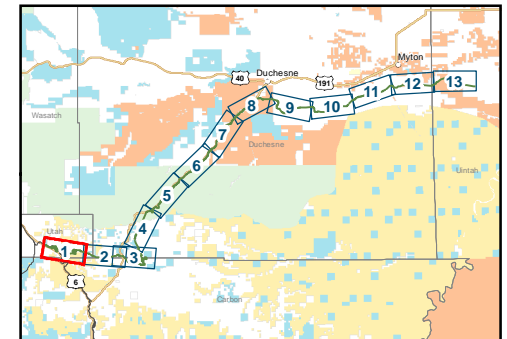 Myton
40
Duchesne
191
13
12
11
10
9
8
7
6
5
4
3
2
1
Wasatch
Duchesne
Uintah
Utah
6
Carbon